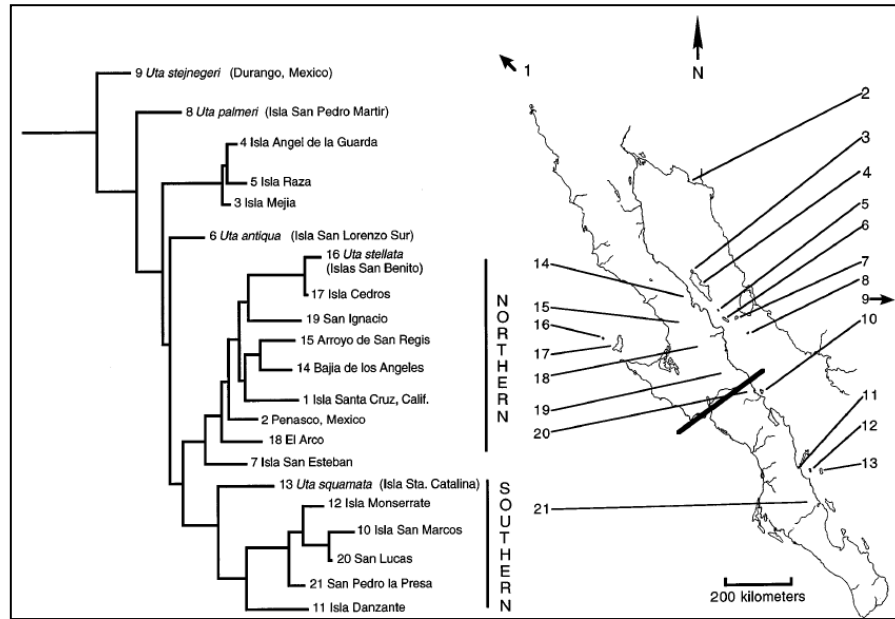 9 Uta stejnegeri (Durango, Mexico)
8 Uta palmeri (Isla San Pedro Martir)
4 Isla Angel de la Guarda
5 Isla Raza
3 Isla Mejia
6 Uta antiqua (Isla San Lorenzo Sur)
16 Uta stellata
(Islas San Benito)
17 Isla Cedros
19 San Ignacio
15 Arroyo de San Regis
14 Bajia de los Angeles
1 Isla Santa Cruz, Calif.
2 Penasco, Mexico
18 El Arco
7 Isla San Esteban
13 Uta squamata (Isla Sta. Catalina)
12 Isla Monserrate
10 Isla San Marcos
20 San Lucas
21 San Pedro la Presa
11 Isla Danzante
NORTHERN
SOUTHERN
1
N
2
3
4
5
6
7
8
9
10
11
12
13
14
15
16
17
18
19
20
21
200 kilometers